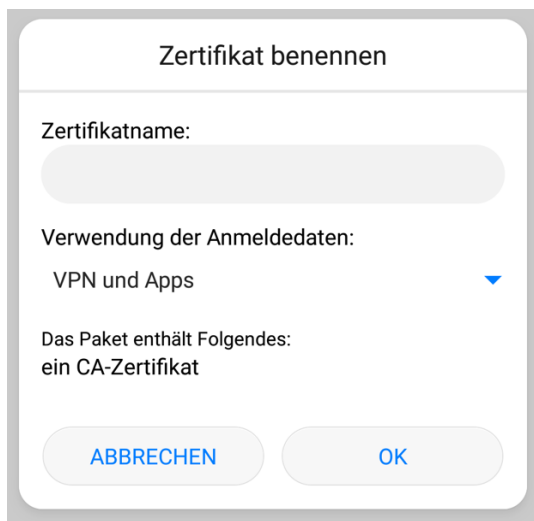 Zertifikat benennen
Zertifikatname:
Verwendung der Anmeldedaten:
VPN und Apps
Das Paket enthält Folgendes:
ein CA-Zertifikat
ABBRECHEN
OK